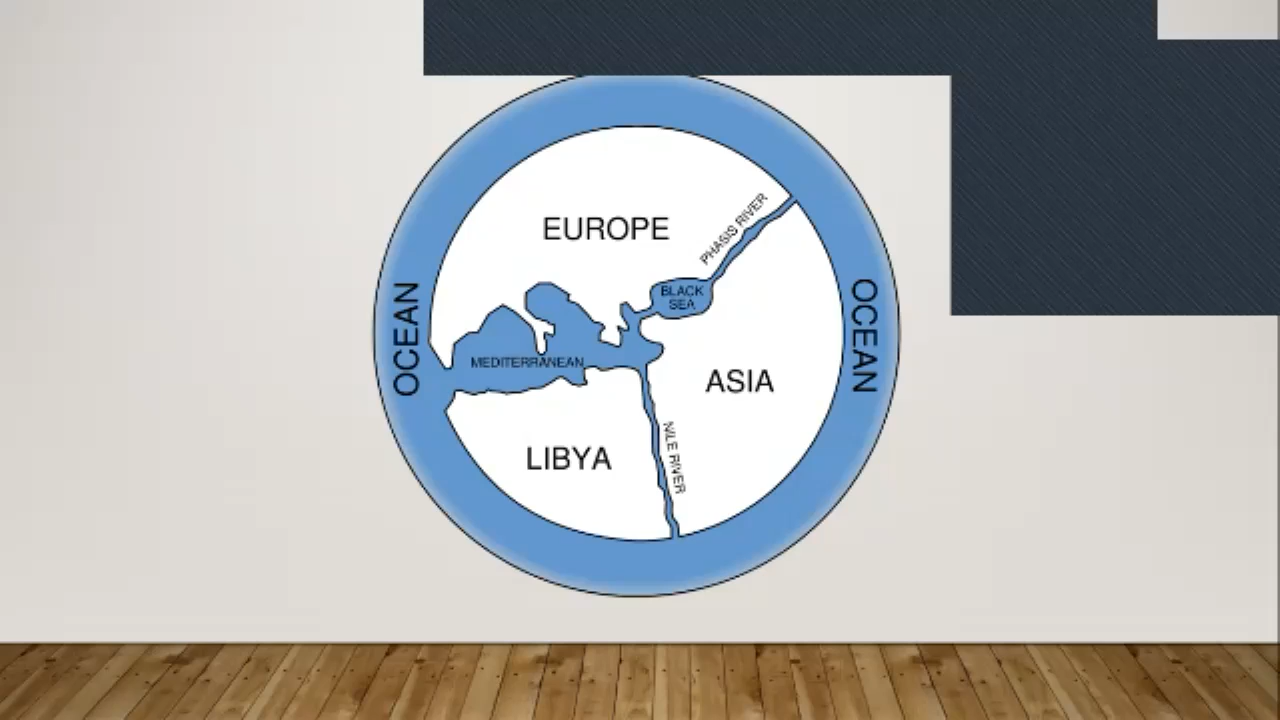 EUROPE
PHASIS RIVER
BLACK
SEA
OCEAN
OCEAN
MEDITERRANEAN
ASIA
LIBYA
NILE RIVER